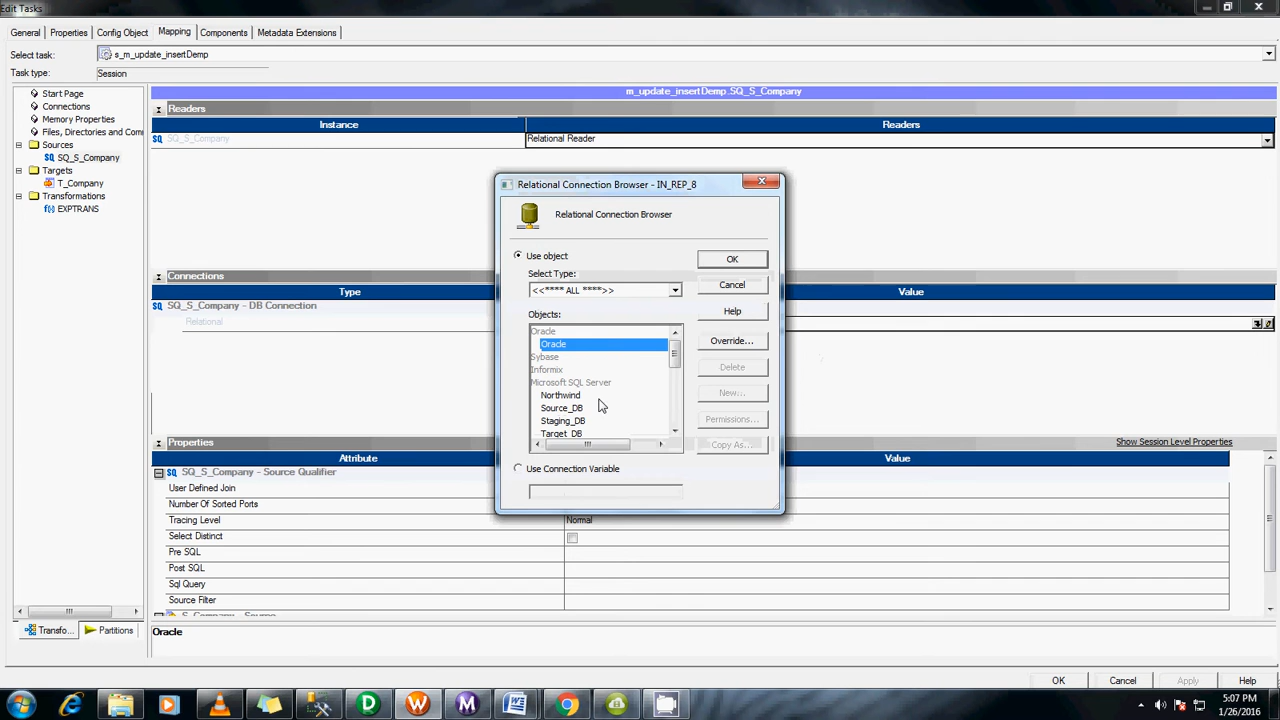 Edit Tasks
General Properties Config Object Mapping Components Metadata Extensions
Select task: s_m_update_insertDemp
Task type: Session
Start Page
Connections
Memory Properties
Files, Directories and Com
Sources
SQ_S_Company
Targets
T_Company
Transformations
f(x) EXPTRANS
m_update_insertDemp.SQ_S_Company
Readers
Instance Readers
SQ_S_Company Relational Reader
Connections
Type Value
SQ_S_Company - DB Connection
Relational
Properties Show Session Level Properties
Attribute Value
SQ_S_Company - Source Qualifier
User Defined Join
Number Of Sorted Ports
Tracing Level Normal
Select Distinct
Pre SQL
Post SQL
Sql Query
Source Filter
S_Company - Source
Oracle
Transfo... Partitions
OK Cancel Apply Help
Relational Connection Browser - IN_REP_8
Relational Connection Browser
Use object
Select Type:
<<**** ALL ****>>
Objects:
Oracle
Oracle
Sybase
Informix
Microsoft SQL Server
Northwind
Source_DB
Staging_DB
Target_DB
Use Connection Variable
OK
Cancel
Help
Override...
Delete
New...
Permissions...
Copy As...
5:07 PM
1/26/2016